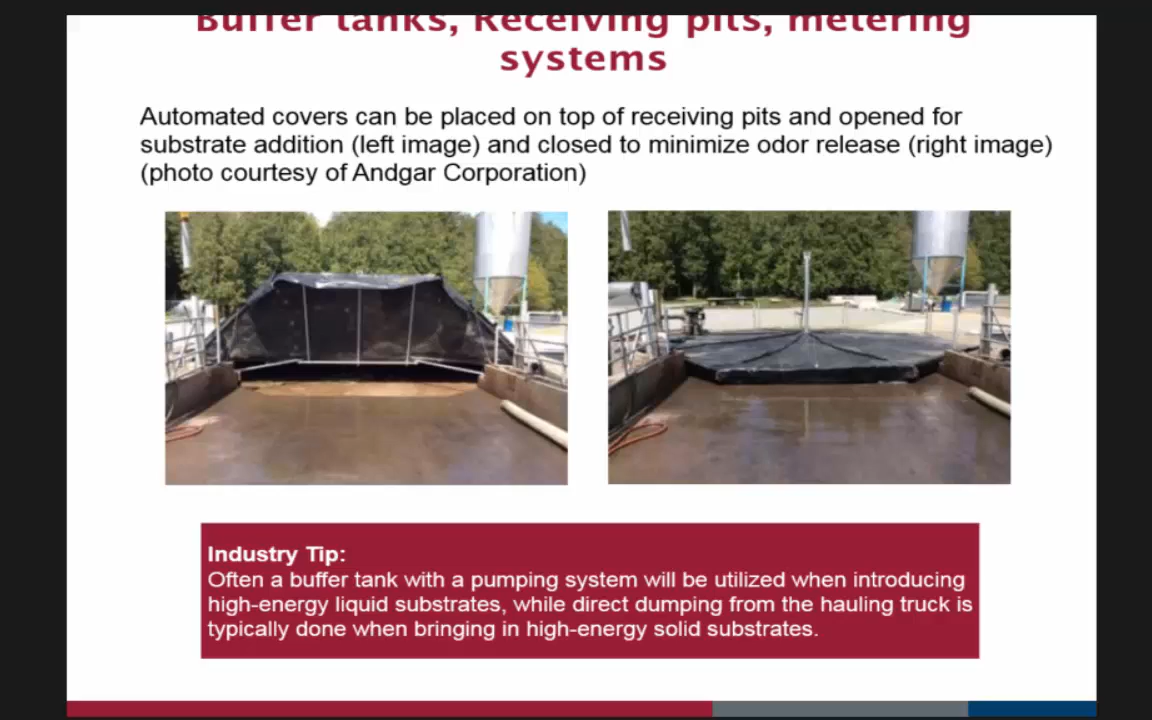 Buffer tanks, Receiving pits, metering
systems
Automated covers can be placed on top of receiving pits and opened for
substrate addition (left image) and closed to minimize odor release (right image)
(photo courtesy of Andgar Corporation)
Industry Tip:
Often a buffer tank with a pumping system will be utilized when introducing
high-energy liquid substrates, while direct dumping from the hauling truck is
typically done when bringing in high-energy solid substrates.